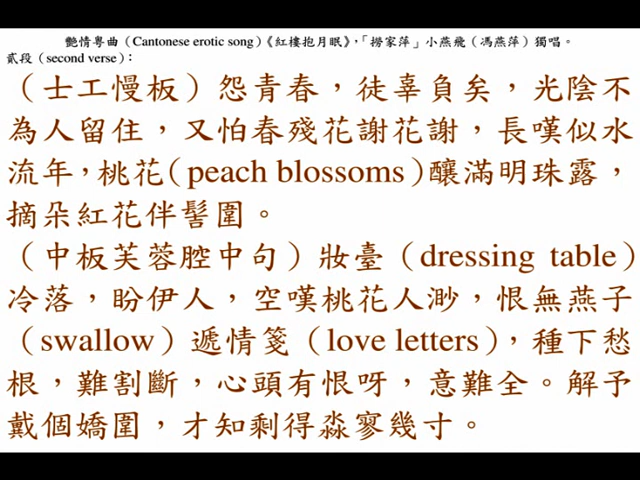 艷情粵曲（Cantonese erotic song）《紅樓抱月眠》，「撈家萍」小燕飛（馮燕萍）獨唱。
貳段（second verse）：
（士工慢板）怨青春，徒辜負矣，光陰不
為人留住，又怕春殘花謝花謝，長嘆似水
流年，桃花（peach blossoms）釀滿明珠露，
摘朵紅花伴髻圍。
（中板芙蓉腔中句）妝臺（dressing table）
冷落，盼伊人，空嘆桃花人渺，恨無燕子
（swallow）遞情箋（love letters），種下愁
根，難割斷，心頭有恨呀，意難全。解予
戴個嬌圍，才知剩得淼寥幾寸。